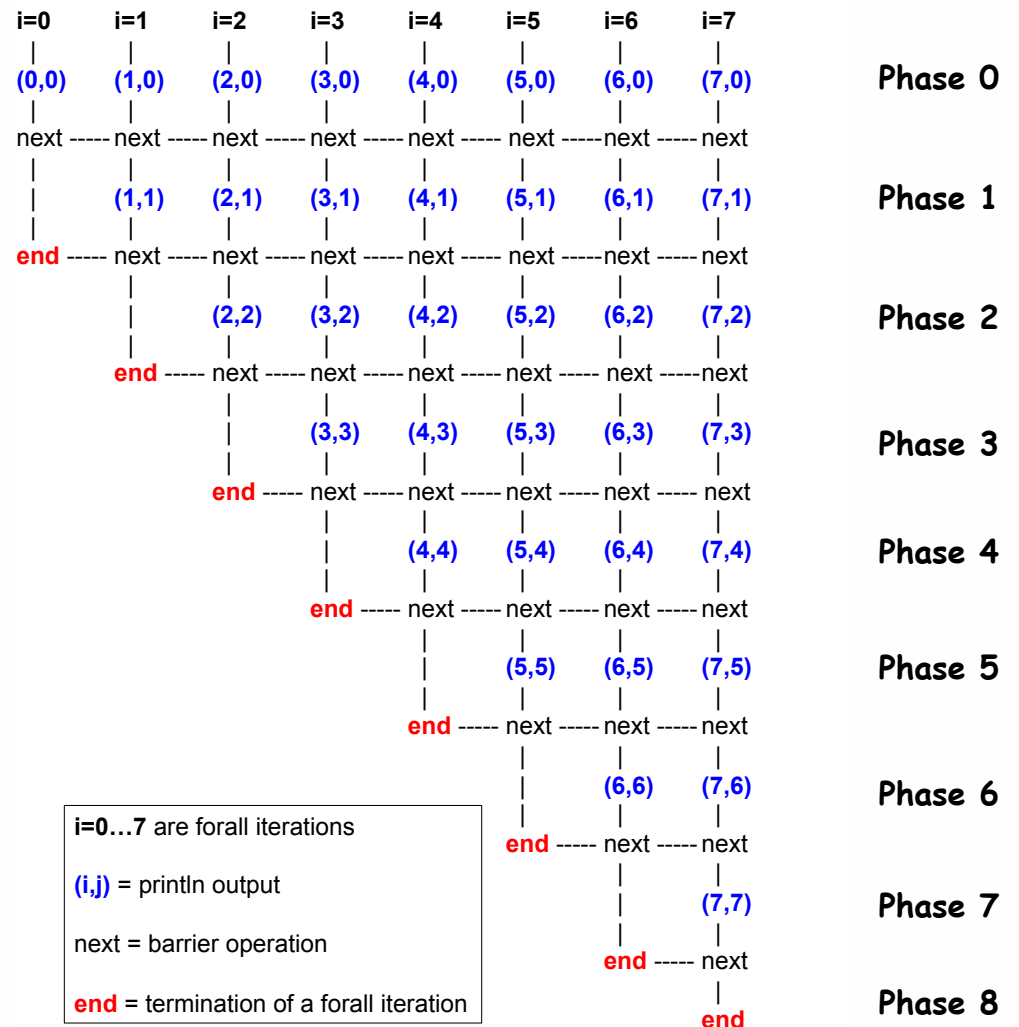 i=0 i=1 i=2 i=3 i=4 i=5 i=6 i=7
(0,0) (1,0) (2,0) (3,0) (4,0) (5,0) (6,0) (7,0) Phase 0
next ----- next ----- next ----- next ----- next ----- next -----next ----- next
(1,1) (2,1) (3,1) (4,1) (5,1) (6,1) (7,1) Phase 1
end ----- next ----- next ----- next ----- next ----- next -----next ----- next
(2,2) (3,2) (4,2) (5,2) (6,2) (7,2) Phase 2
end ----- next ----- next ----- next ----- next ----- next -----next
(3,3) (4,3) (5,3) (6,3) (7,3) Phase 3
end ----- next ----- next ----- next ----- next ----- next
(4,4) (5,4) (6,4) (7,4) Phase 4
end ----- next ----- next ----- next ----- next
(5,5) (6,5) (7,5) Phase 5
end ----- next ----- next ----- next
(6,6) (7,6) Phase 6
end ----- next ----- next
(7,7) Phase 7
end ----- next
end Phase 8
i=0...7 are forall iterations
(i,j) = println output
next = barrier operation
end = termination of a forall iteration